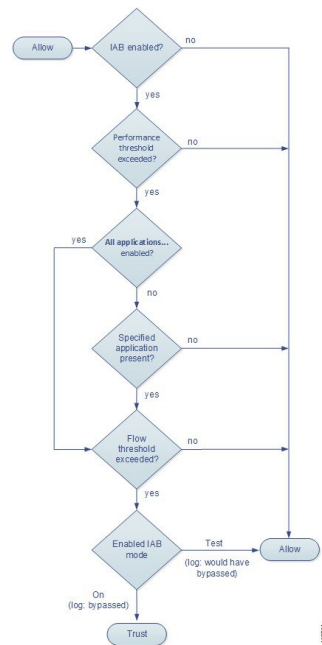 Allow
IAB enabled?
no
yes
Performance
threshold
exceeded?
no
yes
yes
All applications...
enabled?
no
Specified
application
present?
no
yes
Flow
threshold
exceeded?
no
yes
Enabled IAB
mode
Test
(log: would have
bypassed)
Allow
On
(log: bypassed)
Trust